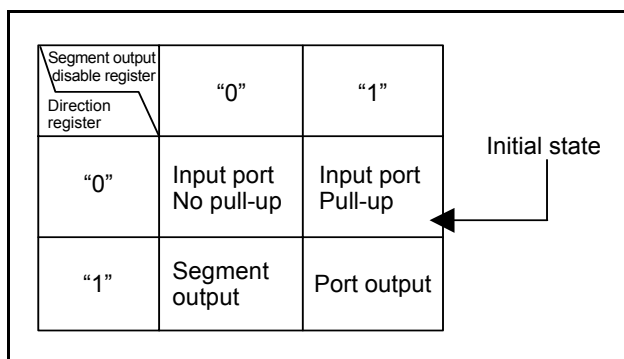 Segment output
disable register
Direction
register
“0”
“1”
“0”
Input port
No pull-up
Input port
Pull-up
Initial state
“1”
Segment
output
Port output